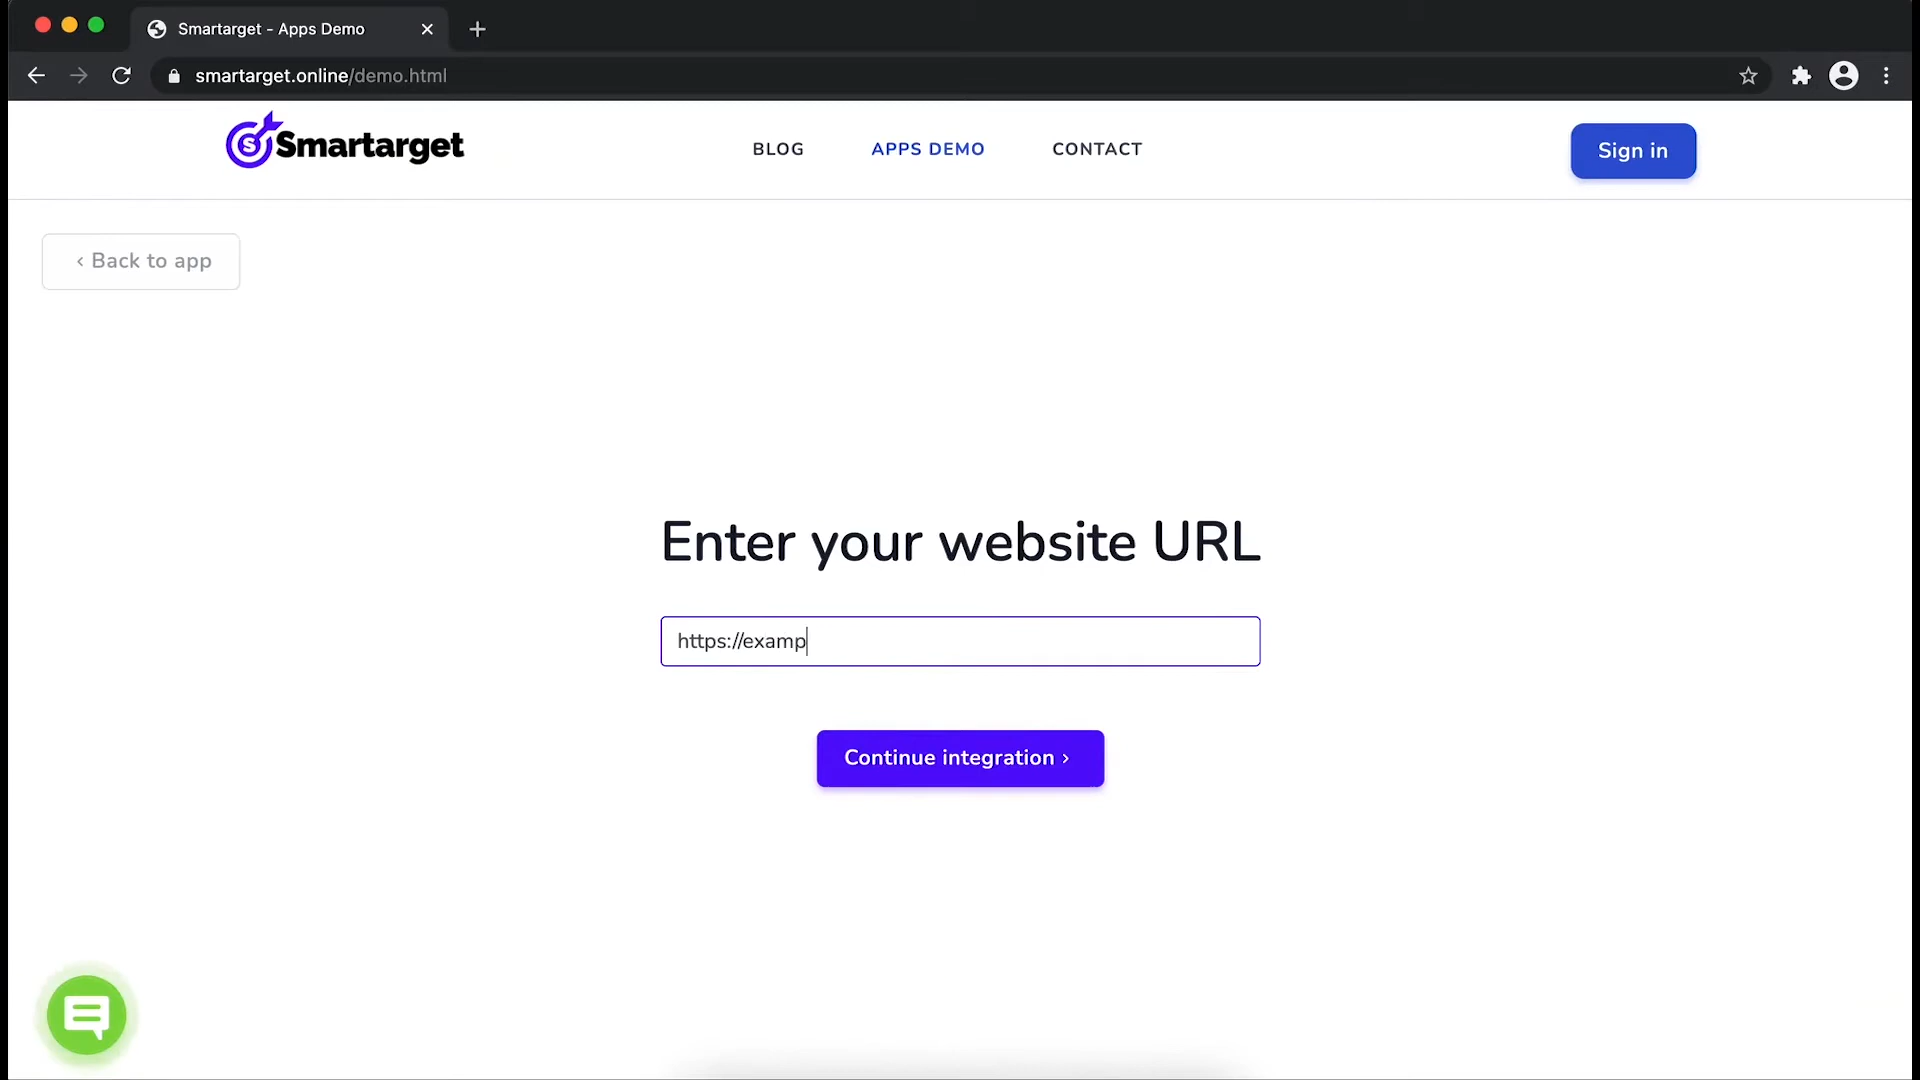 Smartarget - Apps Demo
smartarget.online/demo.html
Smartarget
BLOG
APPS DEMO
CONTACT
Sign in
‹ Back to app
Enter your website URL
https://examp
Continue integration ›